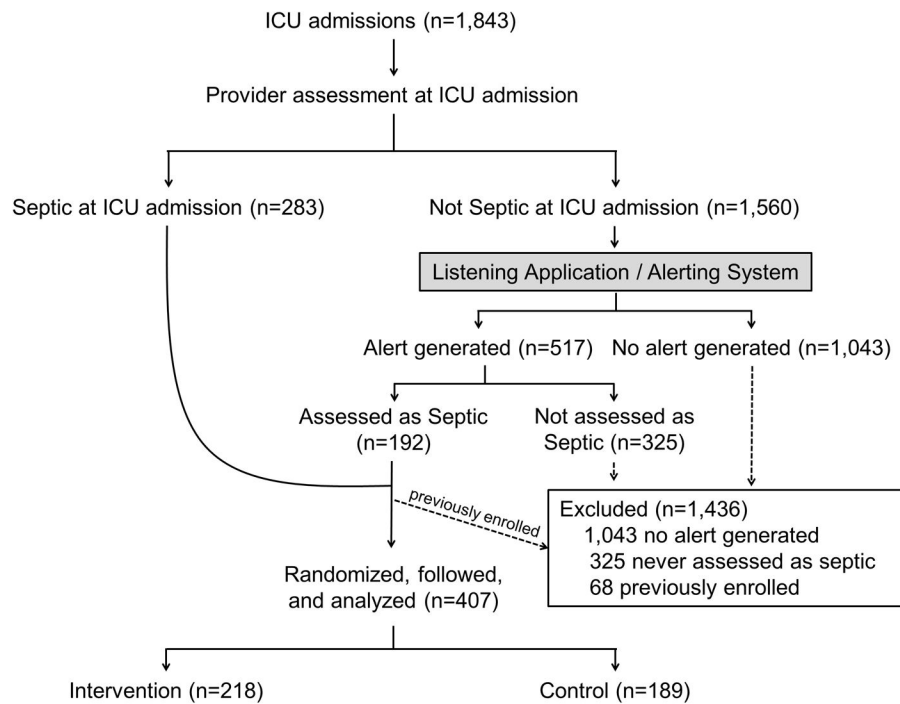 ICU admissions (n=1,843)
Provider assessment at ICU admission
Septic at ICU admission (n=283)
Not Septic at ICU admission (n=1,560)
Listening Application / Alerting System
Alert generated (n=517)
No alert generated (n=1,043)
Assessed as Septic
(n=192)
Not assessed as
Septic (n=325)
previously enrolled
Excluded (n=1,436)
1,043 no alert generated
325 never assessed as septic
68 previously enrolled
Randomized, followed,
and analyzed (n=407)
Intervention (n=218)
Control (n=189)